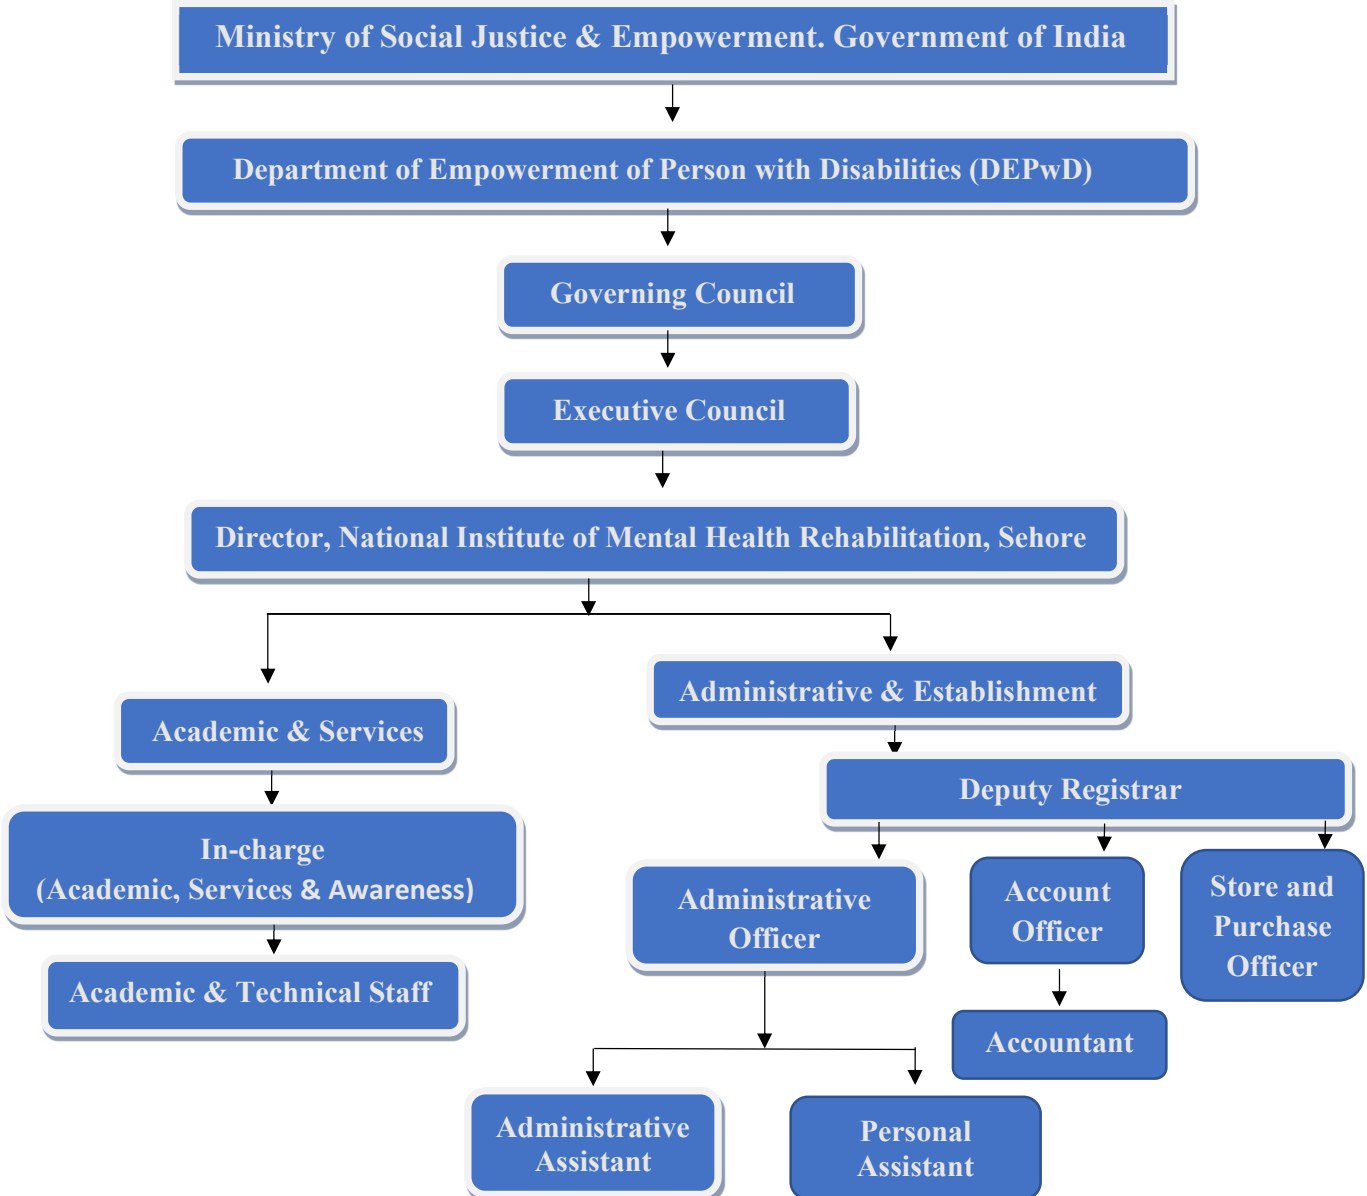 Ministry of Social Justice & Empowerment. Government of India
Department of Empowerment of Person with Disabilities (DEPwD)
Governing Council
Executive Council
Director, National Institute of Mental Health Rehabilitation, Sehore
Academic & Services
In-charge
(Academic, Services & Awareness)
Academic & Technical Staff
Administrative & Establishment
Deputy Registrar
Administrative
Officer
Account
Officer
Store and
Purchase
Officer
Accountant
Administrative
Assistant
Personal
Assistant